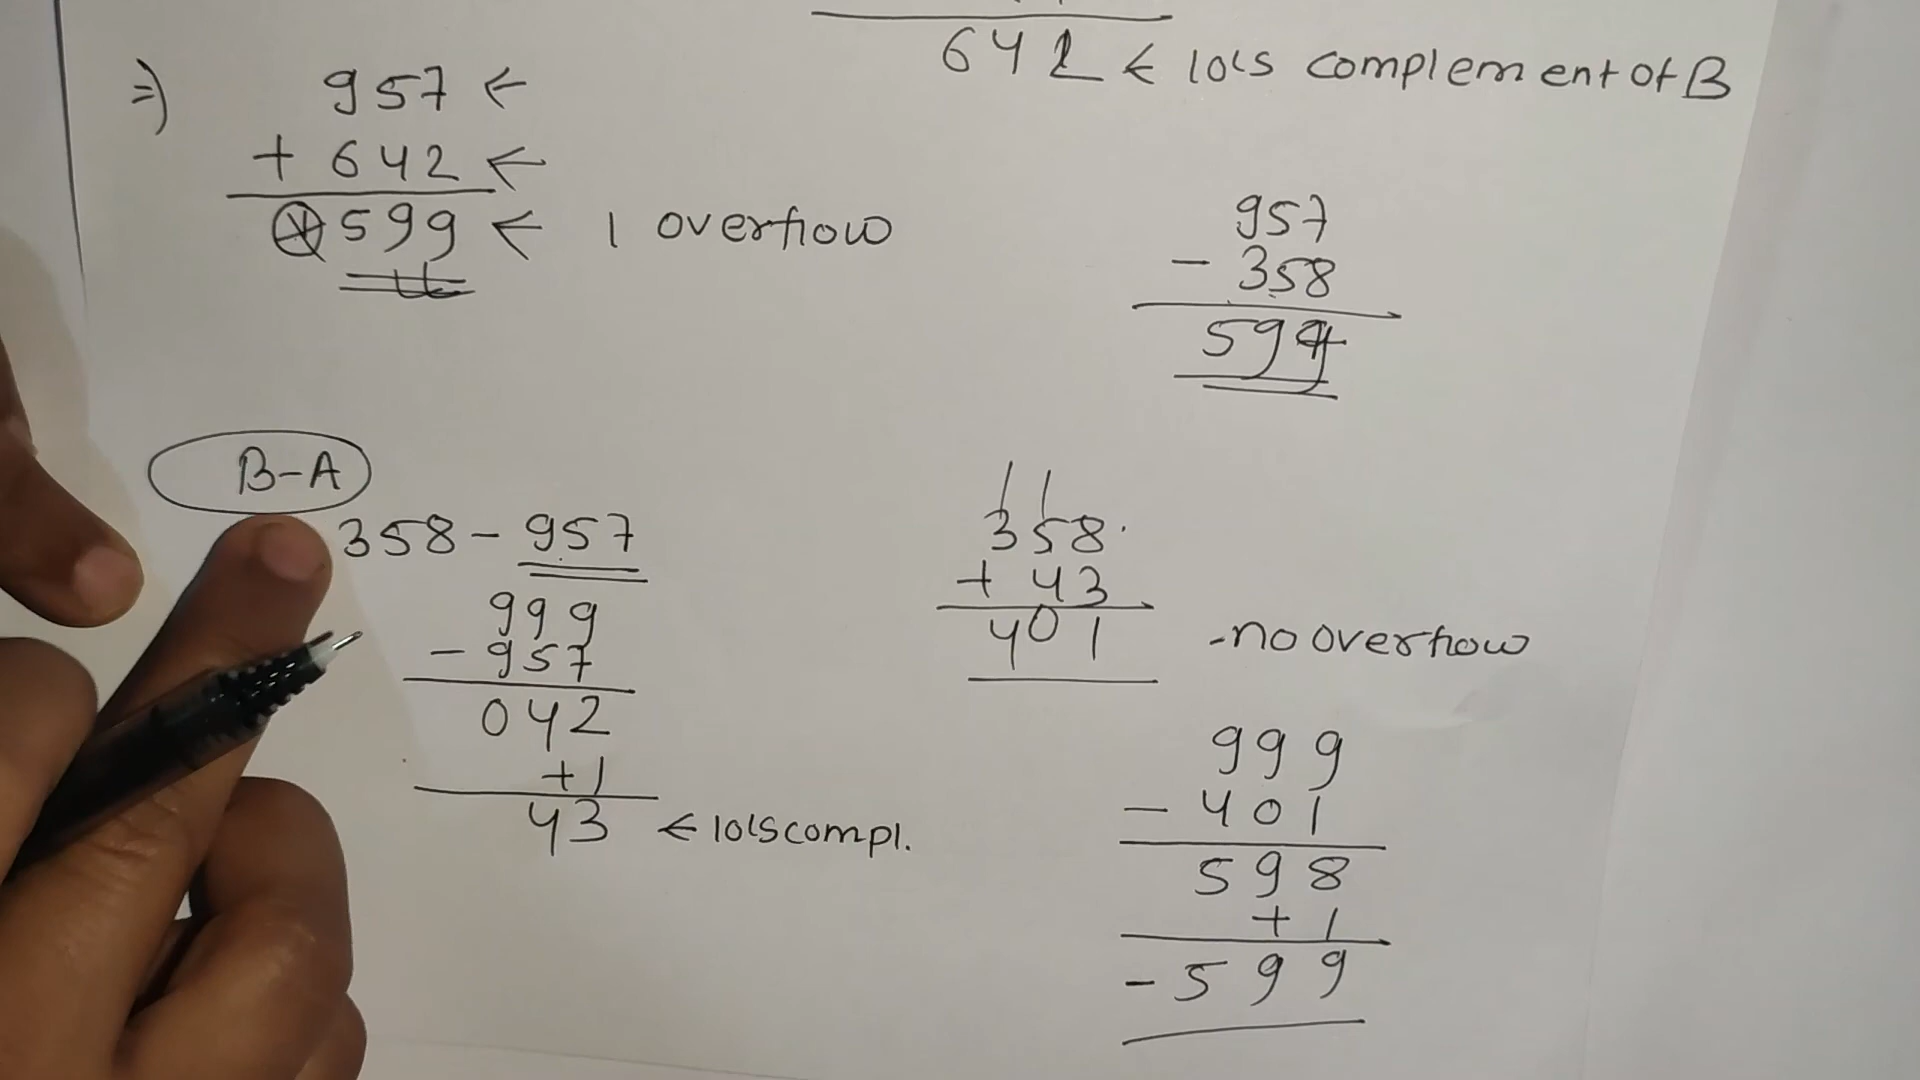 642 ← 10's complement of B
⇒) 957 ←
+ 642 ←
1 599 ← 1 overflow
957
- 358
599
B-A
358 - 957
999
- 957
042
+1
43 ← 10's compl.
358
+ 43
401 - no overflow
999
- 401
598
+ 1
- 599